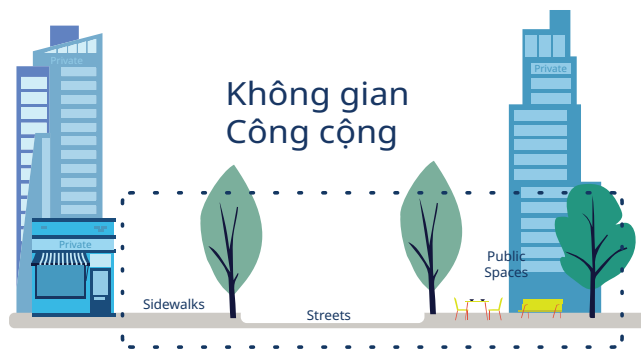 Private
Private
Không gian
Công cộng
Private
Public
Spaces
Sidewalks
Streets